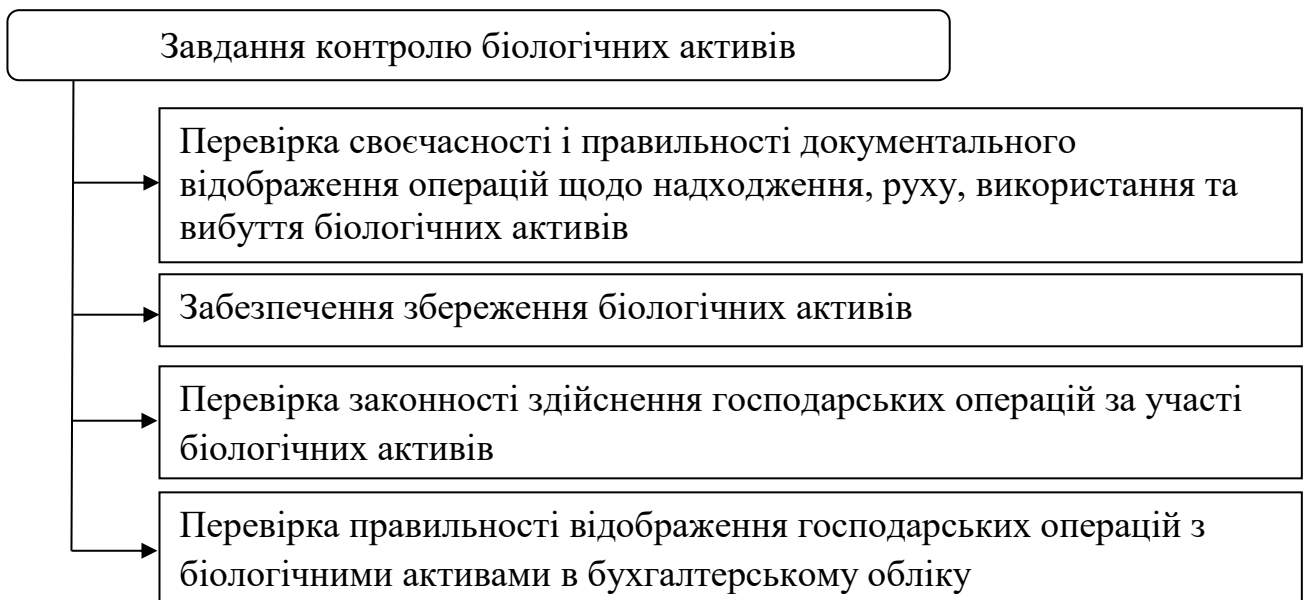 Завдання контролю біологічних активів
Перевірка своєчасності і правильності документального
відображення операцій щодо надходження, руху, використання та
вибуття біологічних активів
Забезпечення збереження біологічних активів
Перевірка законності здійснення господарських операцій за участі
біологічних активів
Перевірка правильності відображення господарських операцій з
біологічними активами в бухгалтерському обліку